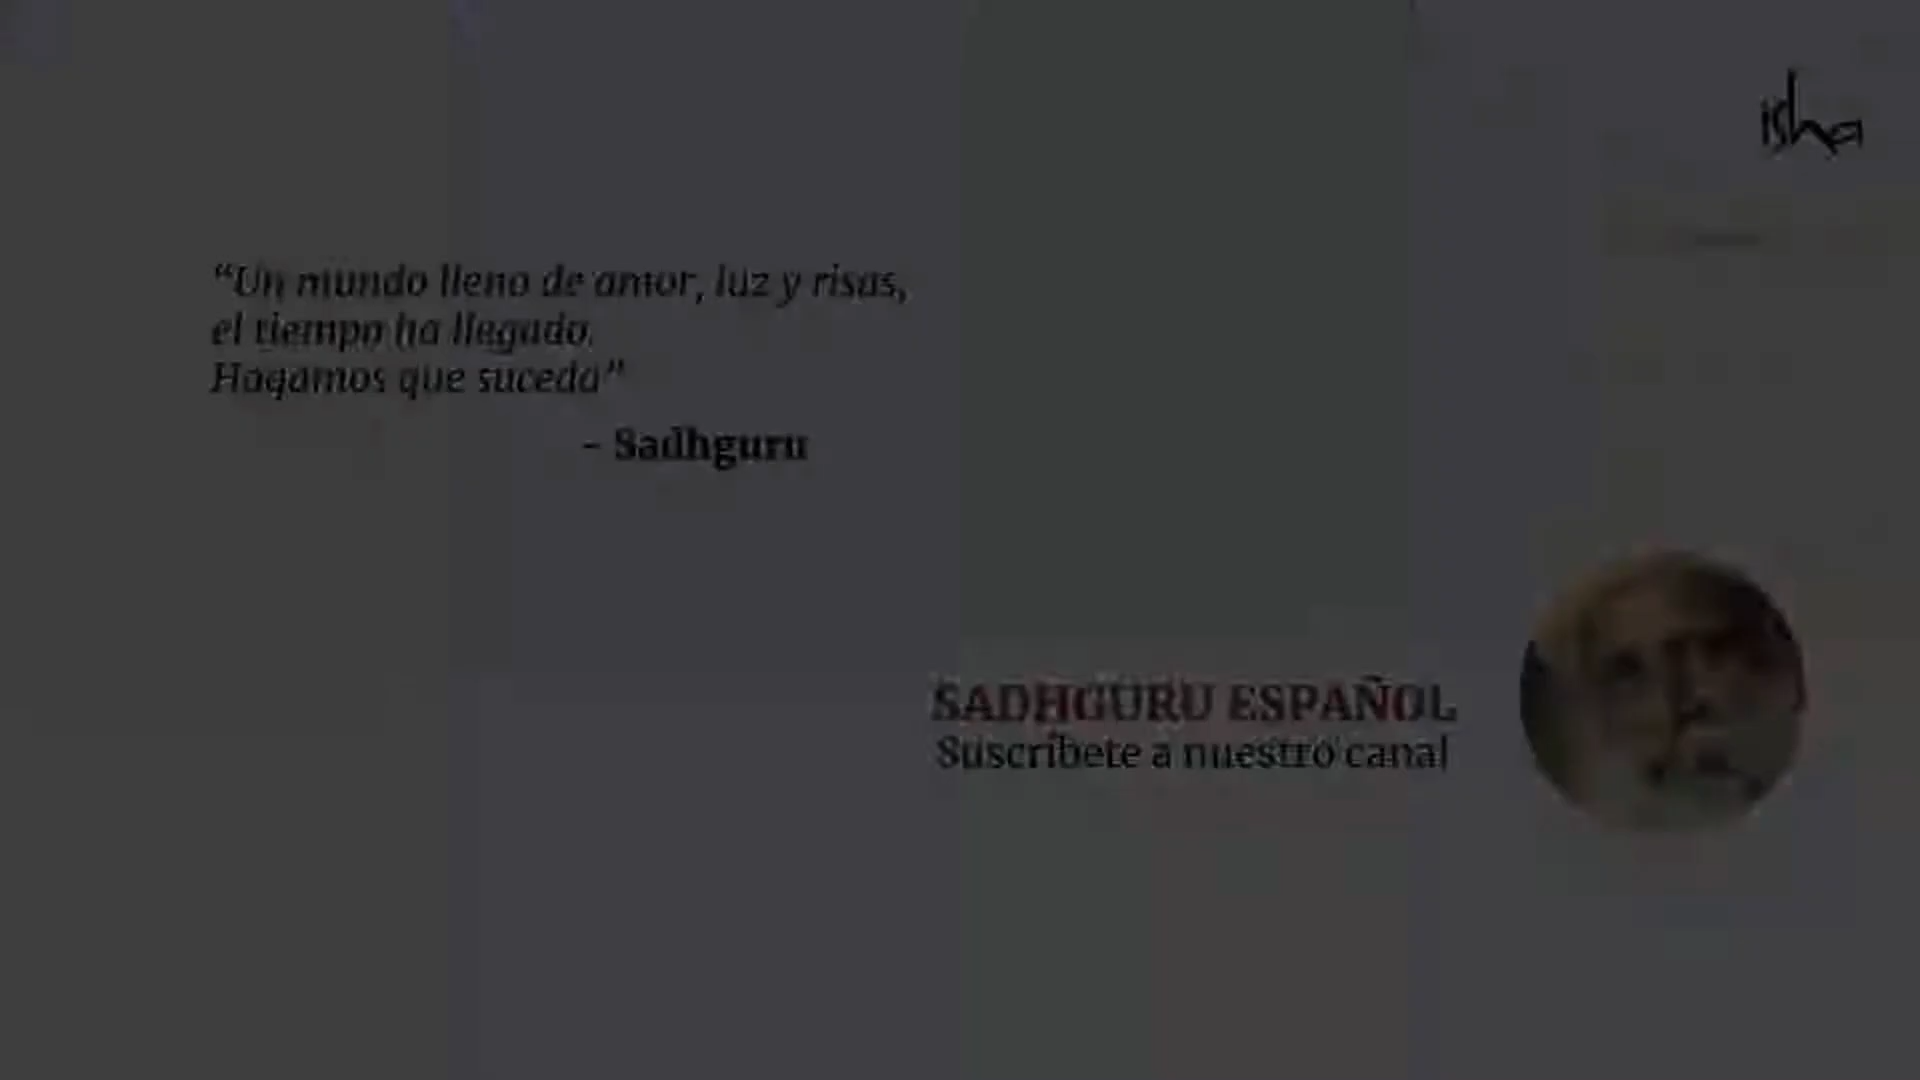 isha
“Un mundo lleno de amor, luz y risas,
el tiempo ha llegado.
Hagamos que suceda”
- Sadhguru
SADHGURU ESPAÑOL
Suscríbete a nuestro canal